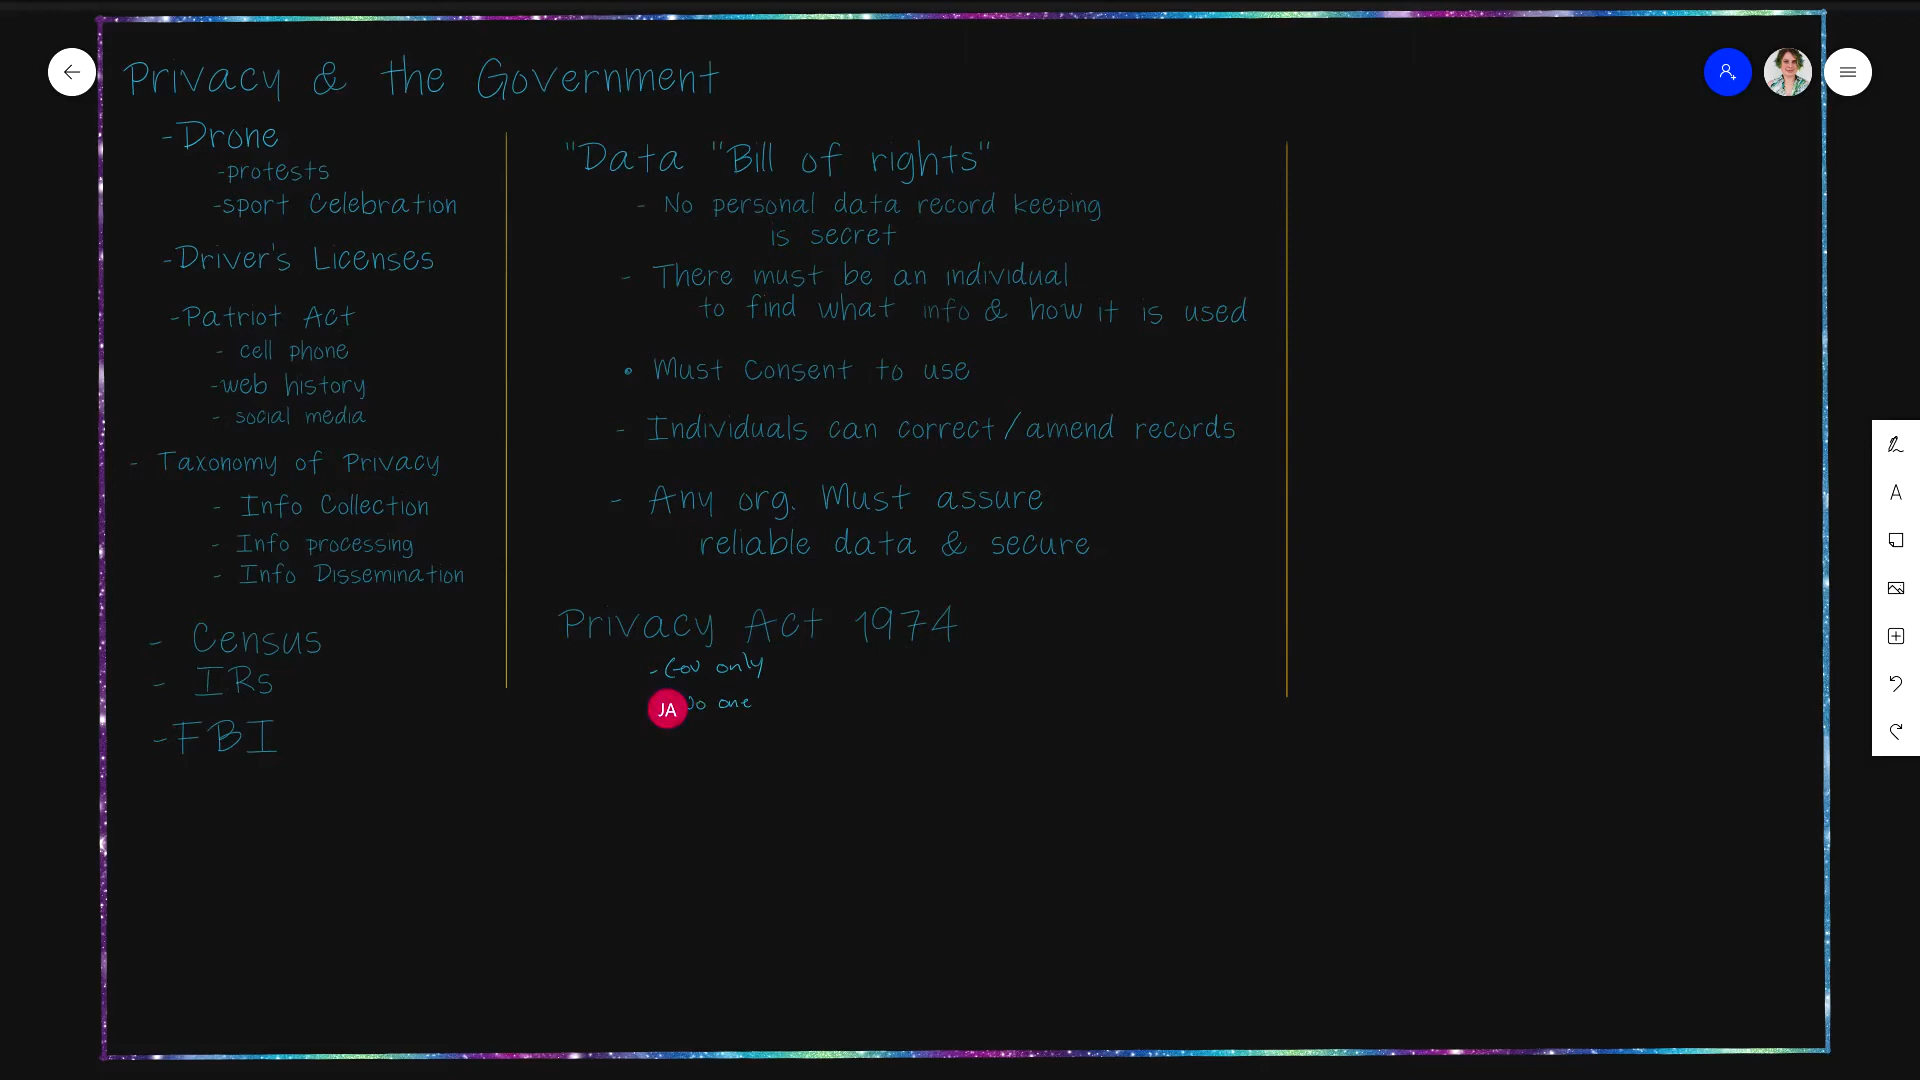 Privacy & the Government
-Drone
-protests
-sport Celebration
-Driver's Licenses
-Patriot Act
- cell phone
-web history
- social media
- Taxonomy of Privacy
- Info Collection
- Info processing
- Info Dissemination
- Census
- IRs
-FBI
"Data "Bill of rights"
- No personal data record keeping
is secret
- There must be an individual
to find what info & how it is used
• Must Consent to use
- Individuals can correct/amend records
- Any org. Must assure
reliable data & secure
Privacy Act 1974
-Gov only
JA
one
A